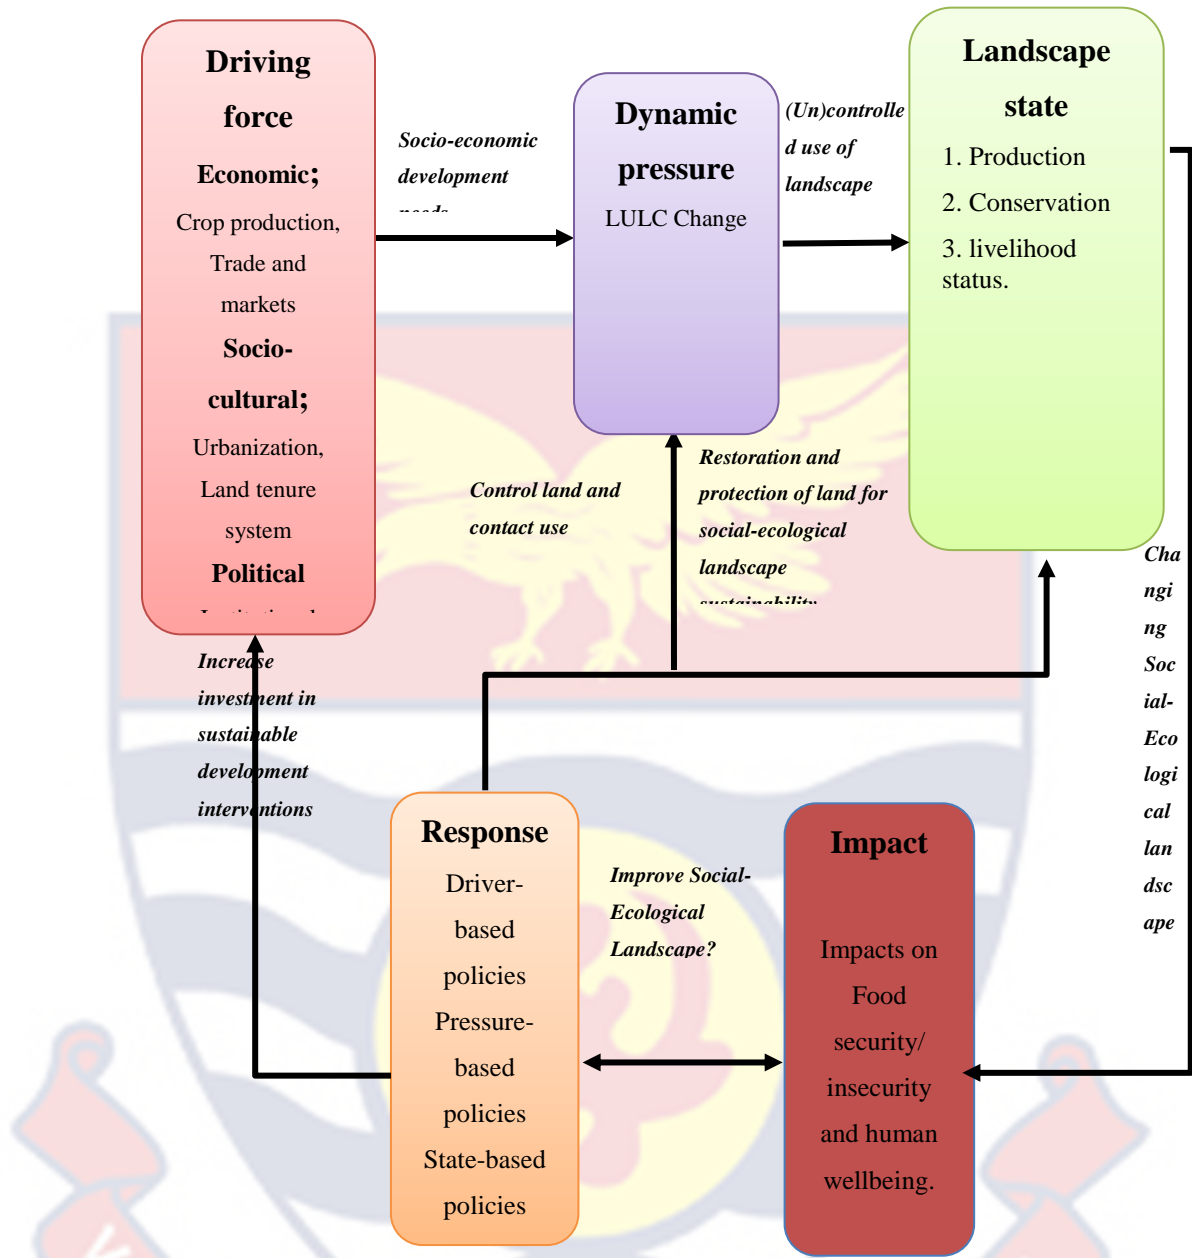 Driving
force
Economic;
Crop production,
Trade and
markets
Socio-
cultural;
Urbanization,
Land tenure
system
Political
Socio-economic
development
needs
Dynamic
pressure
LULC Change
(Un)controlle
d use of
landscape
Landscape
state
1. Production
2. Conservation
3. livelihood
status.
Control land and
contact use
Restoration and
protection of land for
social-ecological
landscape
sustainability
Cha
ngi
ng
Soc
ial-
Eco
logi
cal
lan
dsc
ape
Increase
investment in
sustainable
development
interventions
Response
Driver-
based
policies
Pressure-
based
policies
State-based
policies
Improve Social-
Ecological
Landscape?
Impact
Impacts on
Food
security/
insecurity
and human
wellbeing.